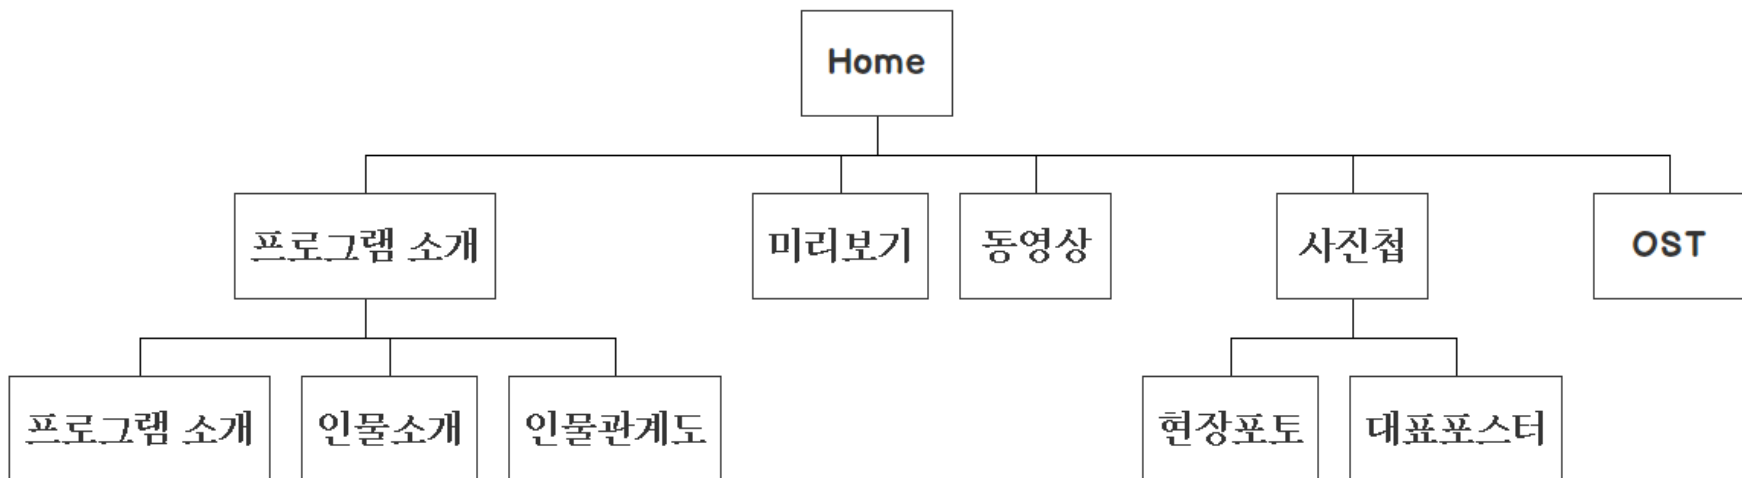 Home
프로그램 소개
미리보기
동영상
사진첩
OST
프로그램 소개
인물소개
인물관계도
현장포토
대표포스터